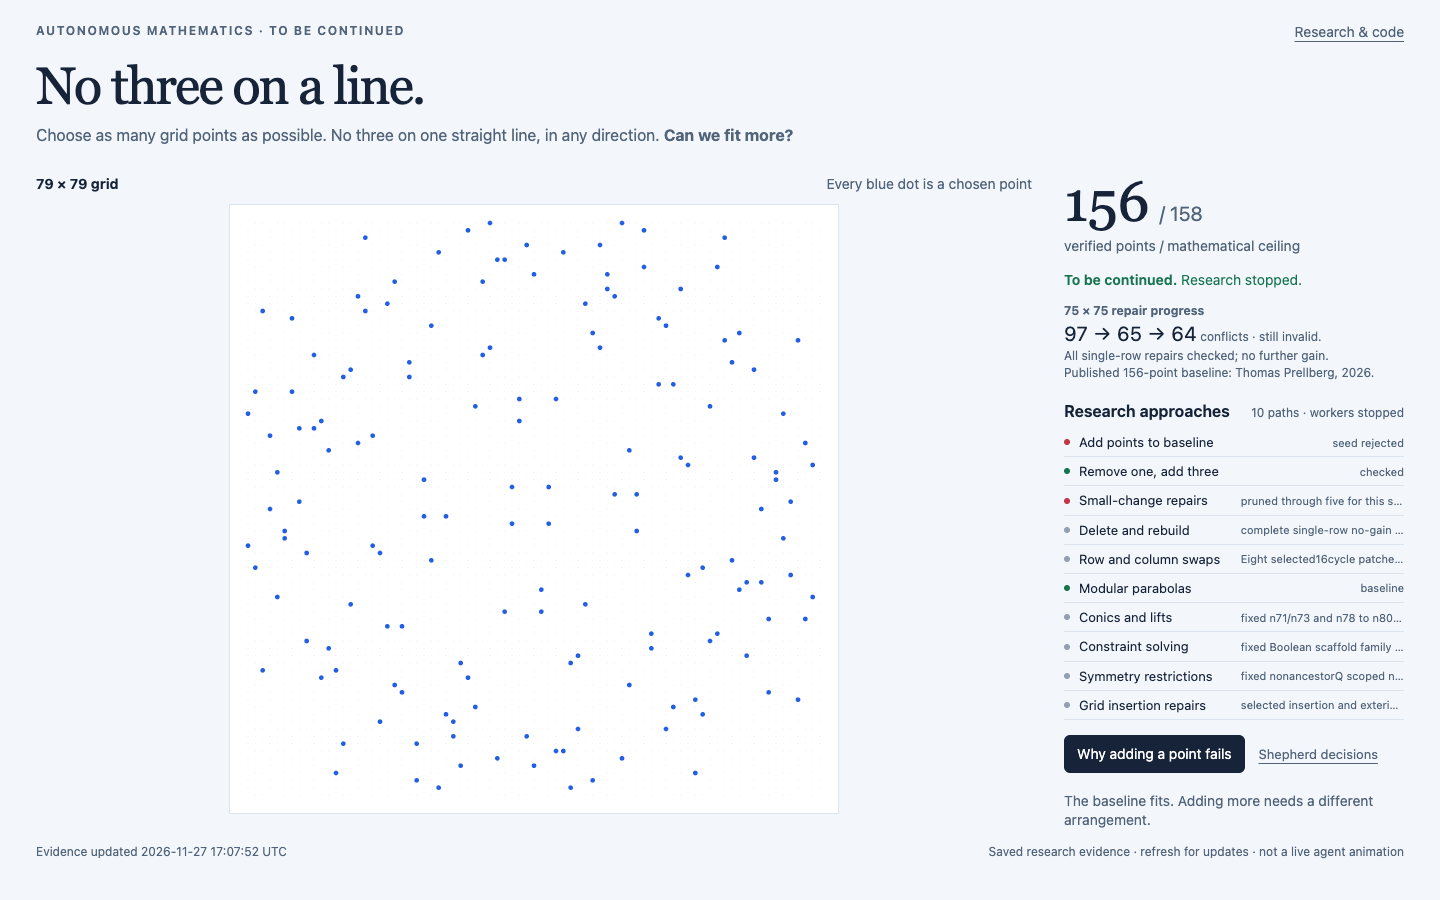 AUTONOMOUS MATHEMATICS · TO BE CONTINUED
Research & code
No three on a line.
Choose as many grid points as possible. No three on one straight line, in any direction. Can we fit more?
79 × 79 grid
Every blue dot is a chosen point
156 / 158
verified points / mathematical ceiling
To be continued. Research stopped.
75 × 75 repair progress
97 → 65 → 64 conflicts · still invalid.
All single-row repairs checked; no further gain.
Published 156-point baseline: Thomas Prellberg, 2026.
Research approaches
10 paths · workers stopped
Add points to baseline
seed rejected
Remove one, add three
checked
Small-change repairs
pruned through five for this s...
Delete and rebuild
complete single-row no-gain ...
Row and column swaps
Eight selected16cycle patche...
Modular parabolas
baseline
Conics and lifts
fixed n71/n73 and n78 to n80...
Constraint solving
fixed Boolean scaffold family ...
Symmetry restrictions
fixed nonancestorQ scoped n...
Grid insertion repairs
selected insertion and exteri...
Why adding a point fails
Shepherd decisions
The baseline fits. Adding more needs a different
arrangement.
Evidence updated 2026-11-27 17:07:52 UTC
Saved research evidence · refresh for updates · not a live agent animation